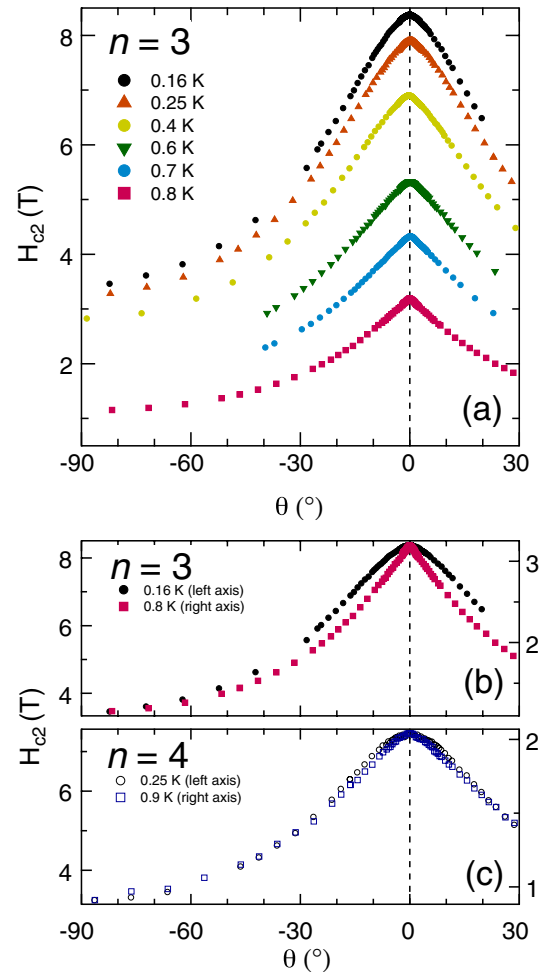 n = 3
0.16 K
0.25 K
0.4 K
0.6 K
0.7 K
0.8 K
8
6
4
2
H_c2 (T)
(a)
-90 -60 -30 0 30
θ (°)
n = 3
0.16 K (left axis)
0.8 K (right axis)
8
6
4
3
2
(b)
H_c2 (T)
n = 4
0.25 K (left axis)
0.9 K (right axis)
6
4
2
1
(c)
-90 -60 -30 0 30
θ (°)